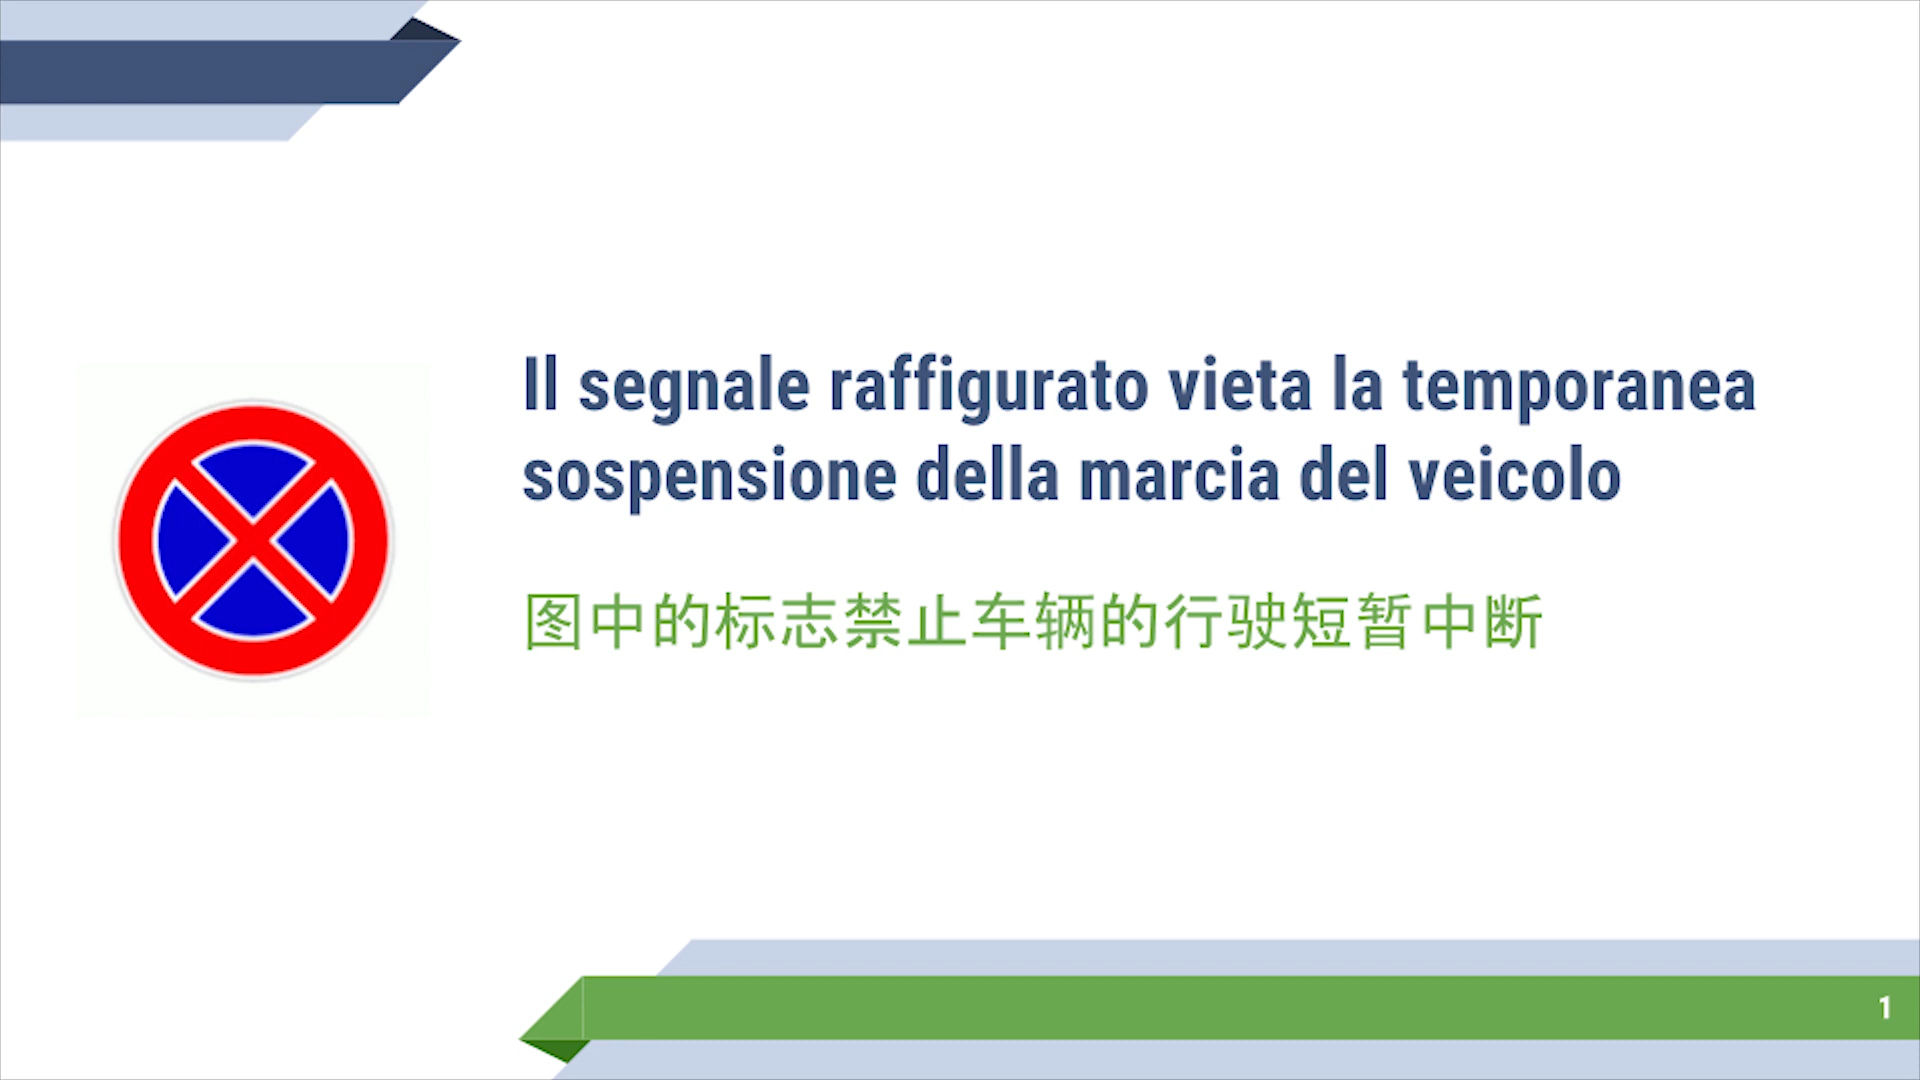 Il segnale raffigurato vieta la temporanea
sospensione della marcia del veicolo
图中的标志禁止车辆的行驶短暂中断
1